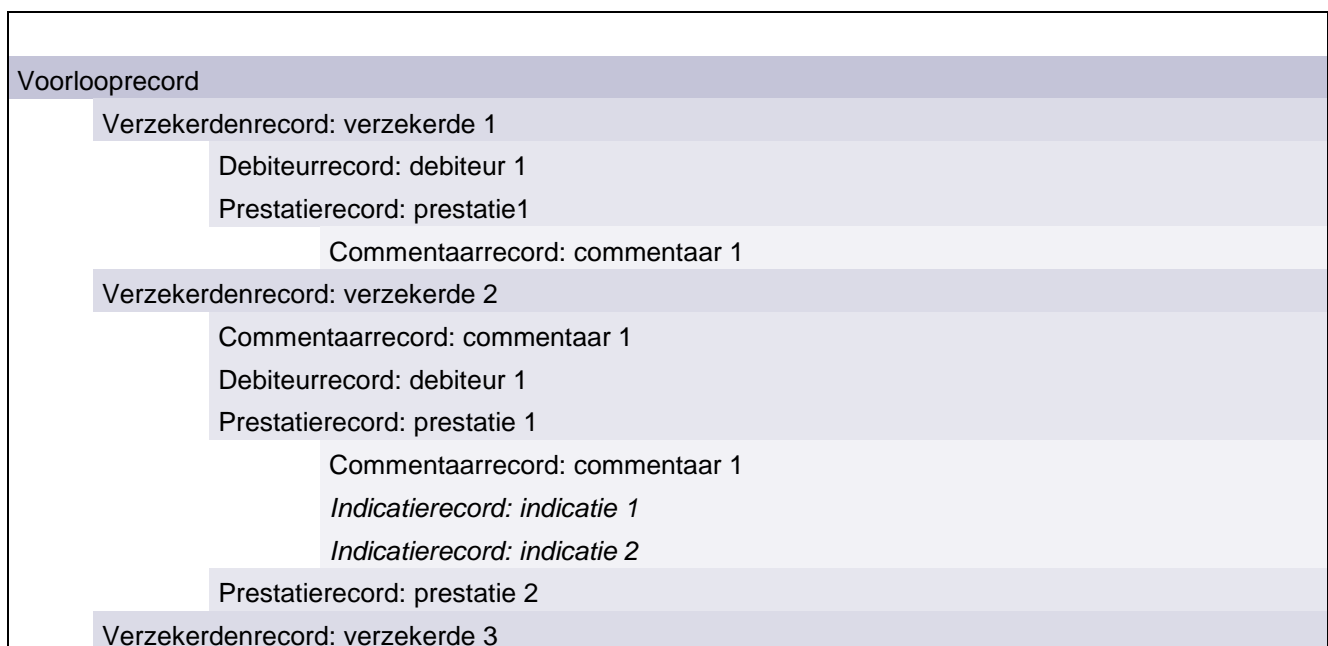 Voorlooprecord
Verzekerdenrecord: verzekerde 1
Debiteurrecord: debiteur 1
Prestatierecord: prestatie1
Commentaarrecord: commentaar 1
Verzekerdenrecord: verzekerde 2
Commentaarrecord: commentaar 1
Debiteurrecord: debiteur 1
Prestatierecord: prestatie 1
Commentaarrecord: commentaar 1
Indicatierecord: indicatie 1
Indicatierecord: indicatie 2
Prestatierecord: prestatie 2
Verzekerdenrecord: verzekerde 3